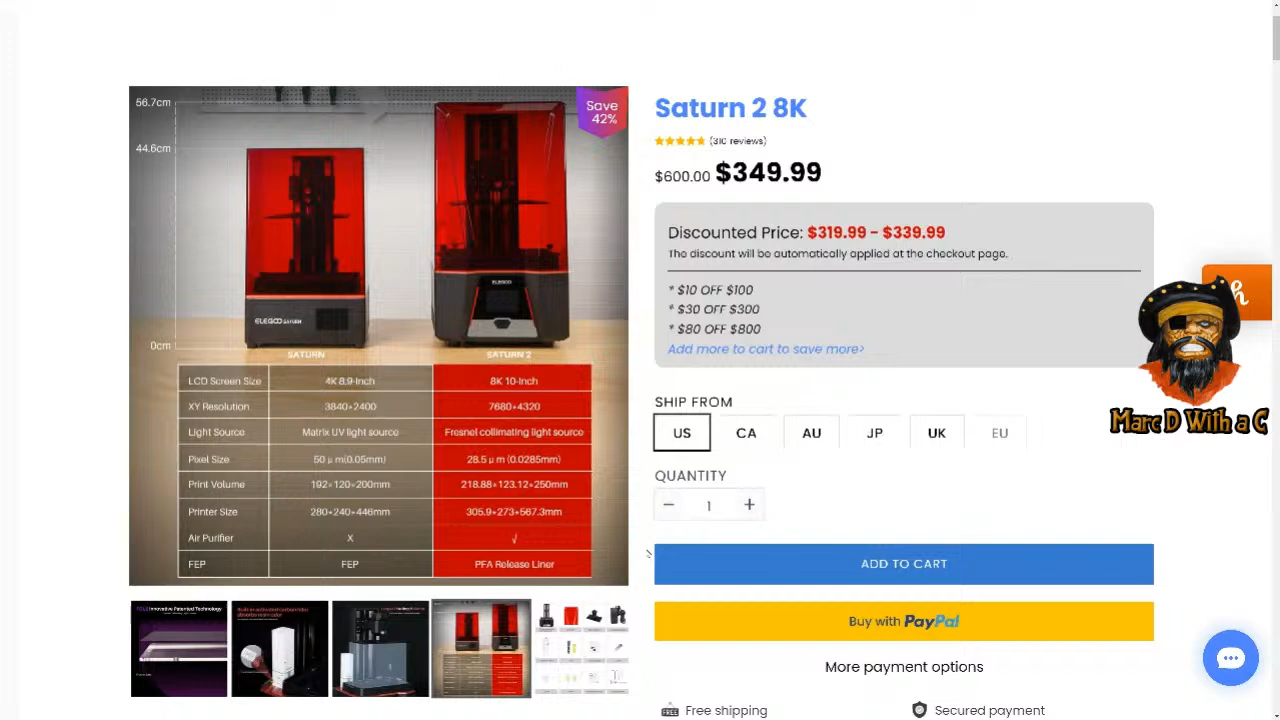 56.7cm
44.6cm
0cm
Save
42%
ELEGOO SATURN
ELEGOO
SATURN
SATURN 2
LCD Screen Size 4K 8.9-Inch 8K 10-Inch
XY Resolution 3840*2400 7680*4320
Light Source Matrix UV light source Fresnel collimating light source
Pixel Size 50 μm(0.05mm) 28.5 μm (0.0285mm)
Print Volume 192*120*200mm 218.88*123.12*250mm
Printer Size 280*240*446mm 305.9*273*567.3mm
Air Purifier X √
FEP FEP PFA Release Liner
Innovative Patented Technology
Saturn 2 8K
(310 reviews)
$600.00 $349.99
Discounted Price: $319.99 - $339.99
The discount will be automatically applied at the checkout page.
* $10 OFF $100
* $30 OFF $300
* $80 OFF $800
Add more to cart to save more>
h
Marc D With a C
SHIP FROM
US CA AU JP UK EU
QUANTITY
− 1 +
ADD TO CART
Buy with PayPal
More payment options
Free shipping
Secured payment